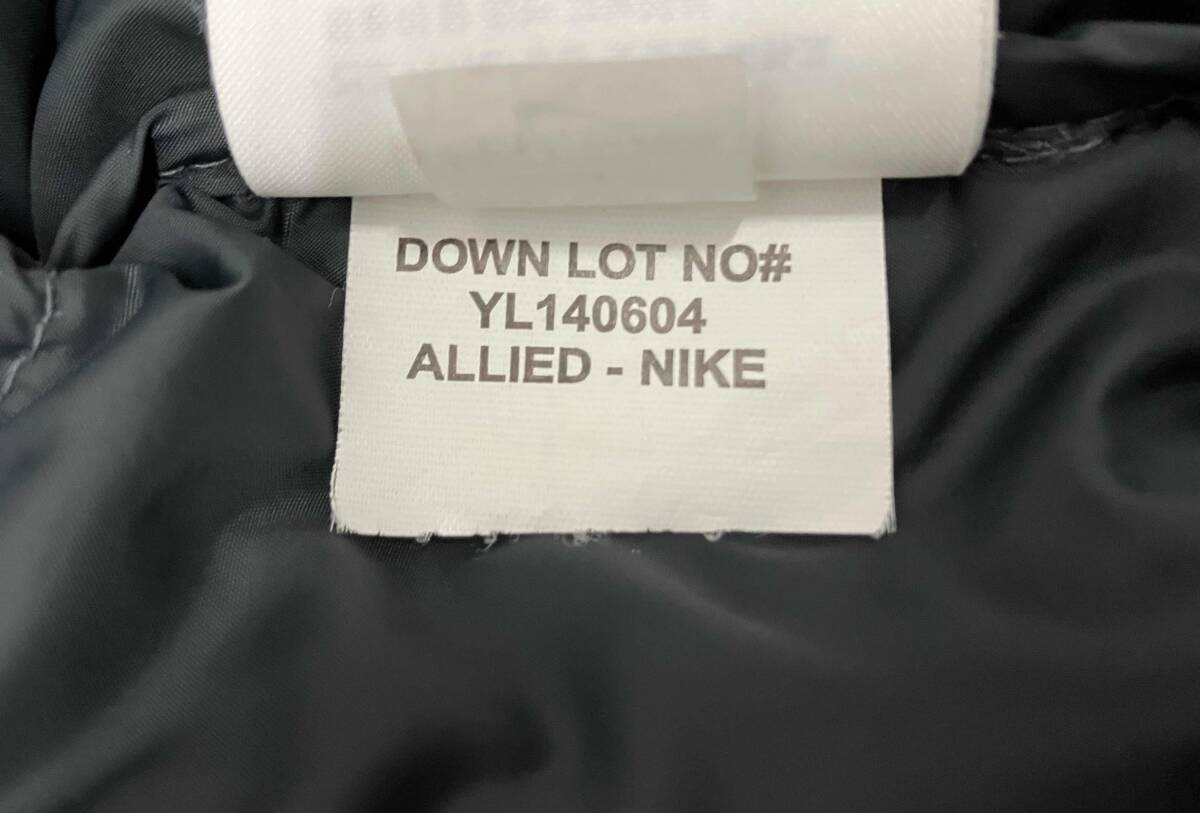 DOWN LOT NO#
YL140604
ALLIED - NIKE